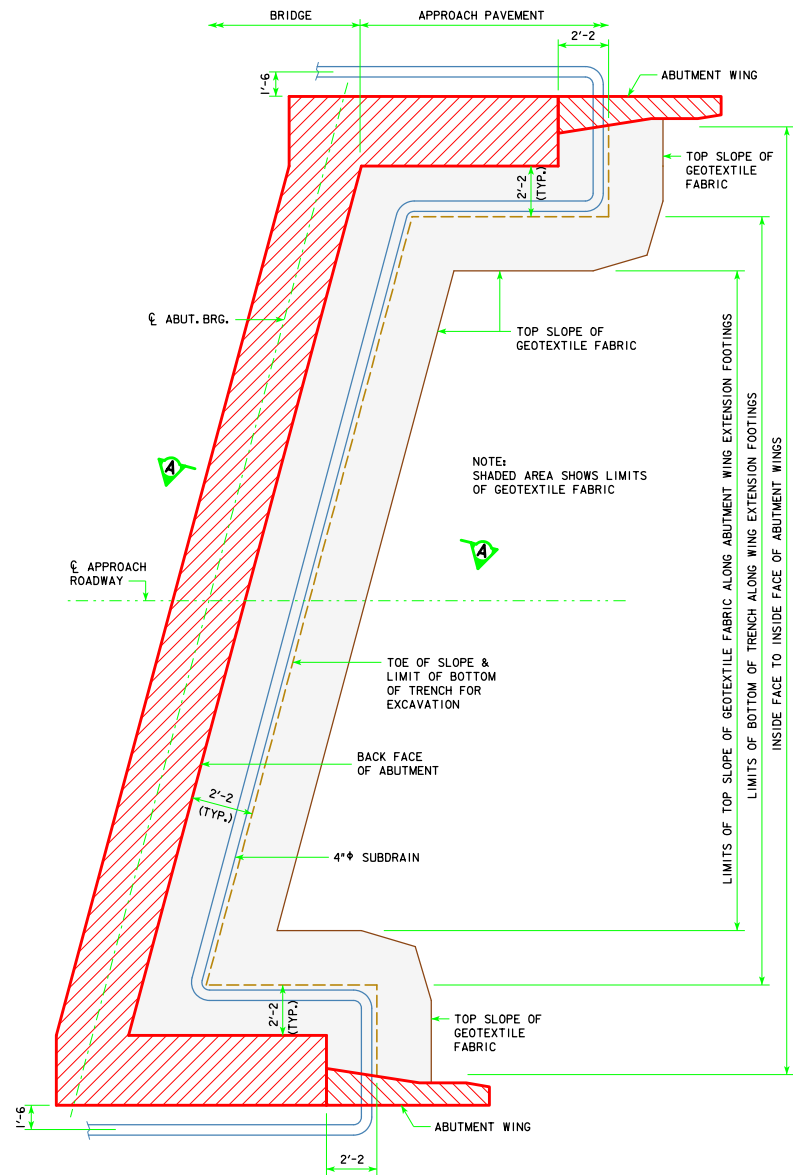 BRIDGE
APPROACH PAVEMENT
2'-2
1'-6
ABUTMENT WING
TOP SLOPE OF
GEOTEXTILE
FABRIC
2'-2
(TYP.)
℄ ABUT. BRG.
TOP SLOPE OF
GEOTEXTILE FABRIC
NOTE:
SHADED AREA SHOWS LIMITS
OF GEOTEXTILE FABRIC
A
A
℄ APPROACH
ROADWAY
LIMITS OF TOP SLOPE OF GEOTEXTILE FABRIC ALONG ABUTMENT WING EXTENSION FOOTINGS
LIMITS OF BOTTOM OF TRENCH ALONG WING EXTENSION FOOTINGS
INSIDE FACE TO INSIDE FACE OF ABUTMENT WINGS
TOE OF SLOPE &
LIMIT OF BOTTOM
OF TRENCH FOR
EXCAVATION
BACK FACE
OF ABUTMENT
2'-2
(TYP.)
4"ϕ SUBDRAIN
2'-2
(TYP.)
TOP SLOPE OF
GEOTEXTILE
FABRIC
1'-6
ABUTMENT WING
2'-2